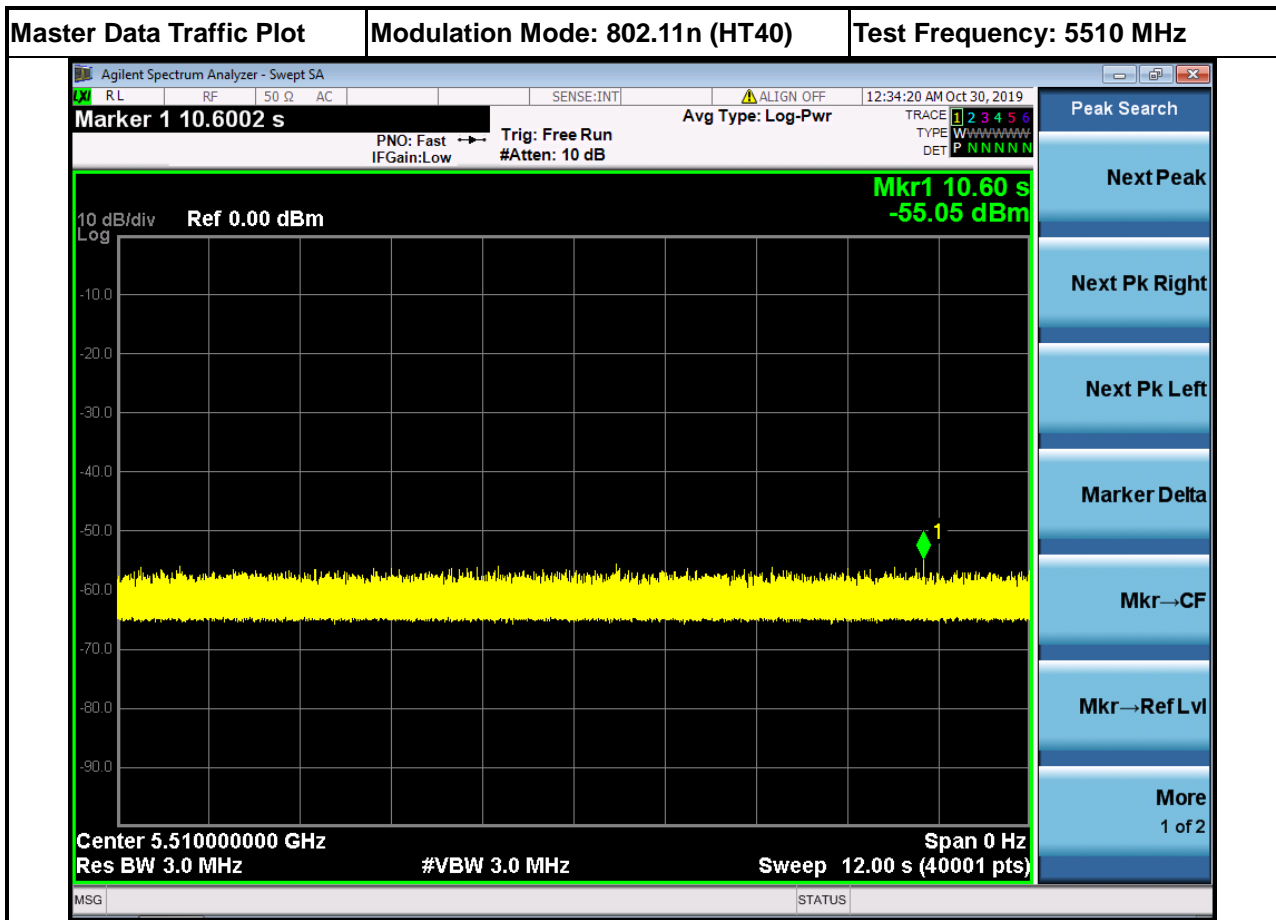 Master Data Traffic Plot Modulation Mode: 802.11n (HT40) Test Frequency: 5510 MHz
Agilent Spectrum Analyzer - Swept SA
LXI RL RF 50 Ω AC SENSE:INT ALIGN OFF 12:34:20 AM Oct 30, 2019
Marker 1 10.6002 s
PNO: Fast
IFGain:Low
Trig: Free Run
#Atten: 10 dB
Avg Type: Log-Pwr
TRACE 1 2 3 4 5 6
TYPE WWWWWW
DET P N N N N N
Mkr1 10.60 s
-55.05 dBm
10 dB/div Ref 0.00 dBm
Log
-10.0
-20.0
-30.0
-40.0
-50.0
-60.0
-70.0
-80.0
-90.0
1
Center 5.510000000 GHz Span 0 Hz
Res BW 3.0 MHz #VBW 3.0 MHz Sweep 12.00 s (40001 pts)
MSG STATUS
Peak Search
Next Peak
Next Pk Right
Next Pk Left
Marker Delta
Mkr→CF
Mkr→Ref Lvl
More
1 of 2